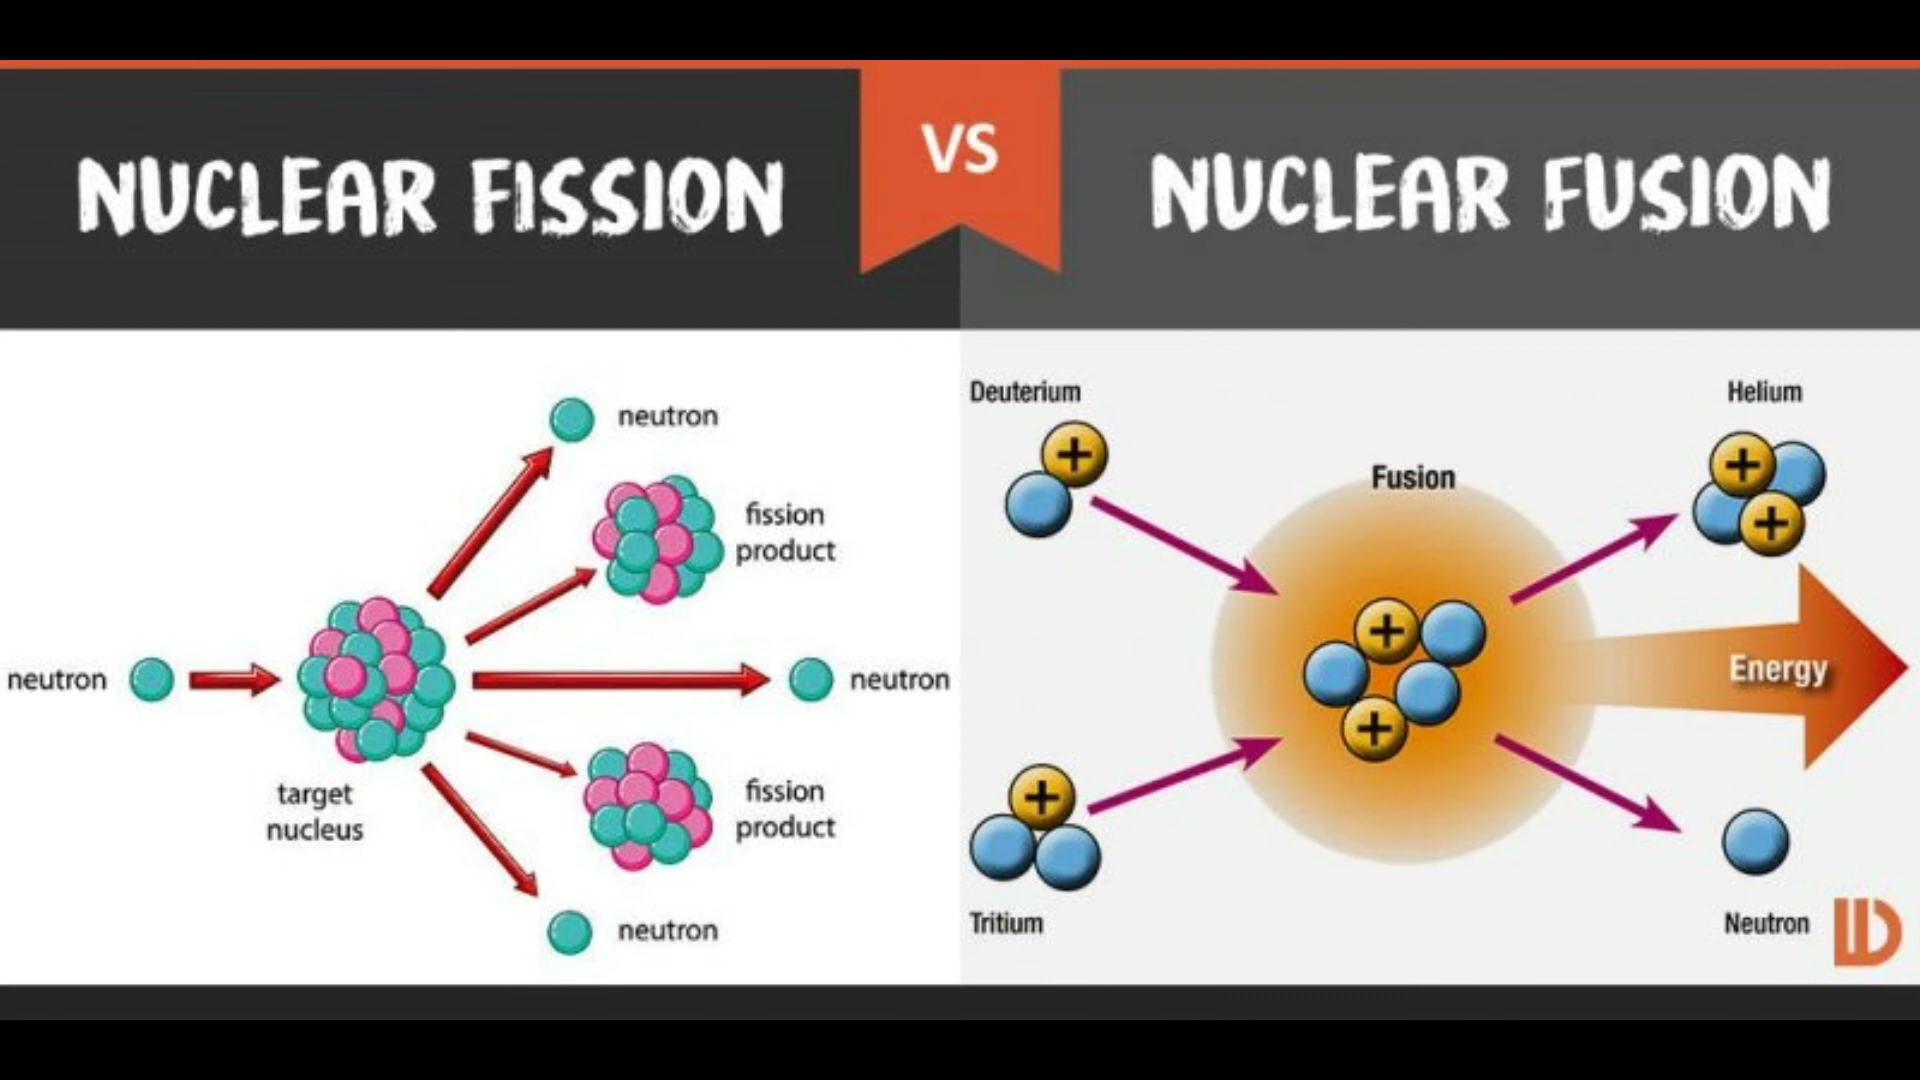 NUCLEAR FISSION
VS
NUCLEAR FUSION
neutron
fission
product
neutron
neutron
target
nucleus
fission
product
neutron
Deuterium
Helium
Fusion
+
+
+
+
Energy
+
+
Tritium
Neutron